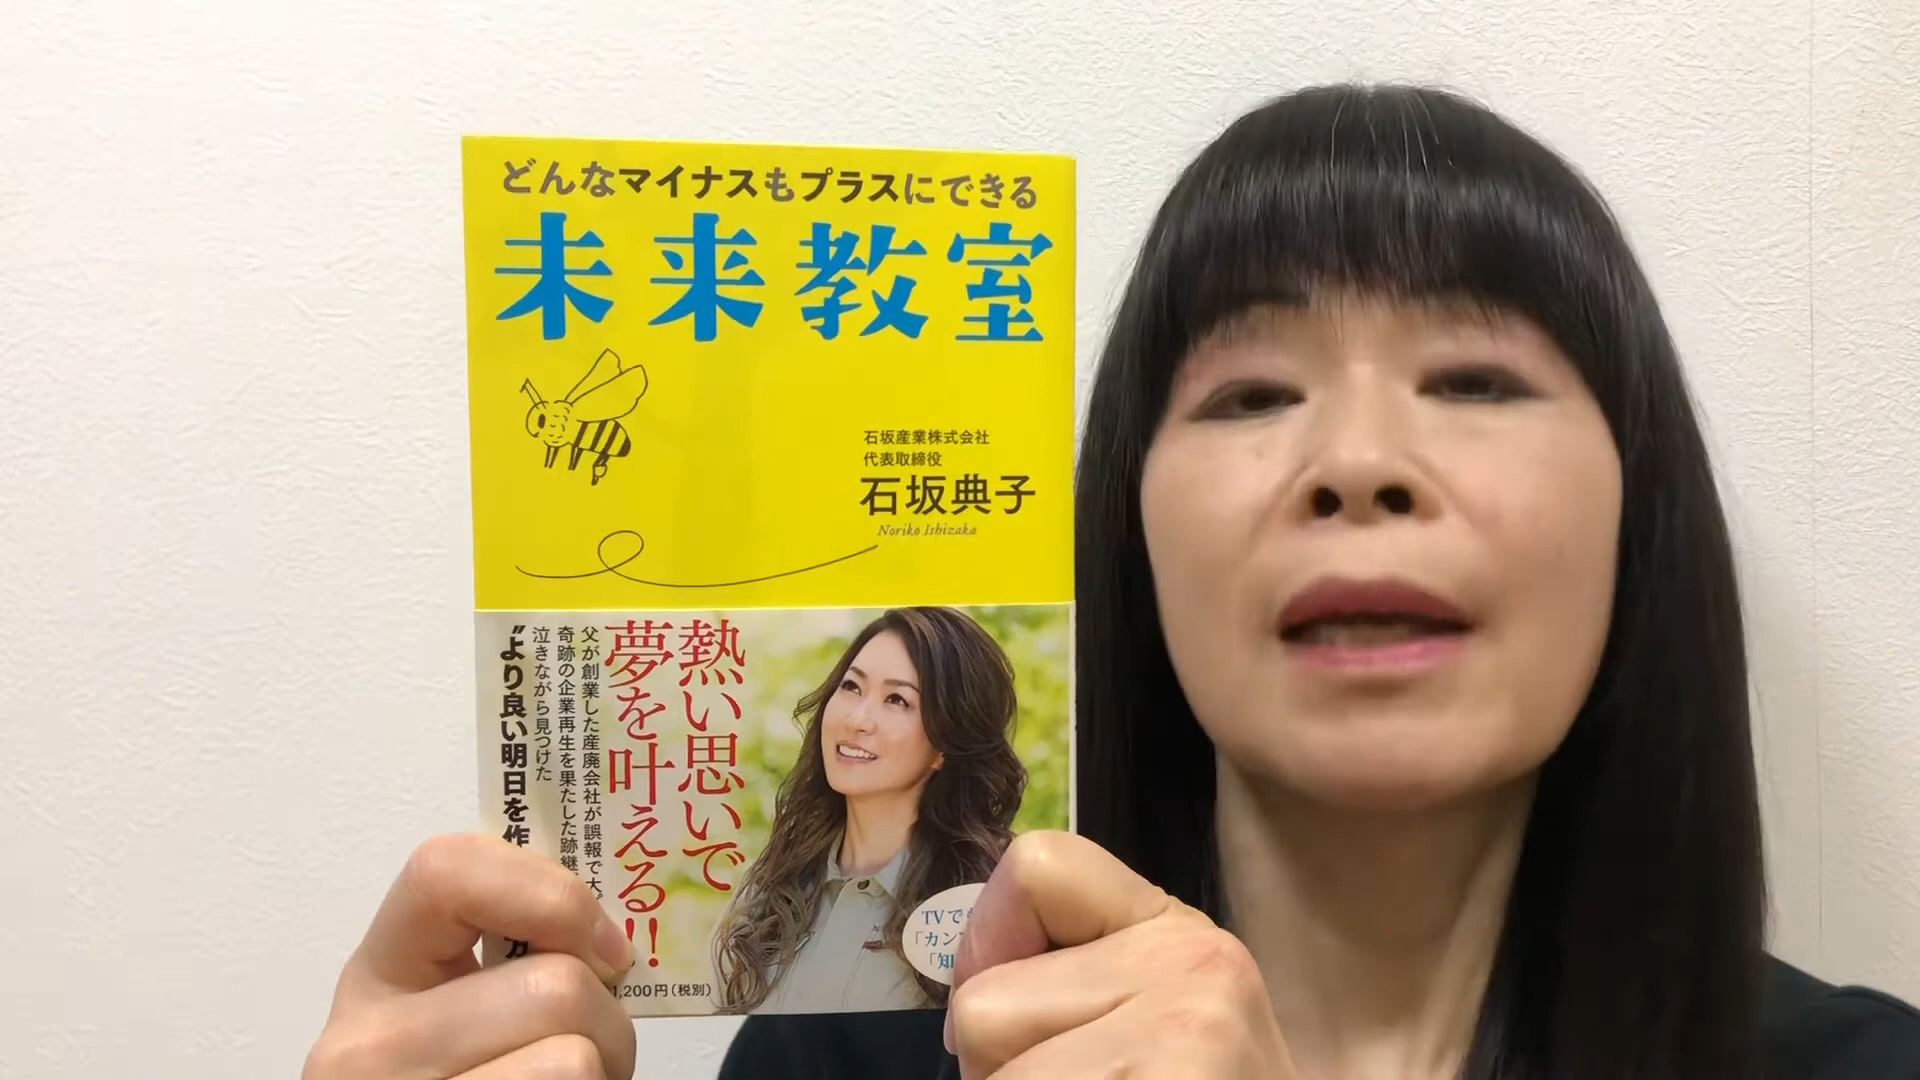 どんなマイナスもプラスにできる
未来教室
石坂産業株式会社
代表取締役
石坂典子
Noriko Ishizaka
熱い思いで
夢を叶える!!
父が創業した産廃会社が誤報で大
奇跡の企業再生を果たした跡継
泣きながら見つけた
〝より良い明日を作
方
TVで
「カン
「知
1,200円(税別)